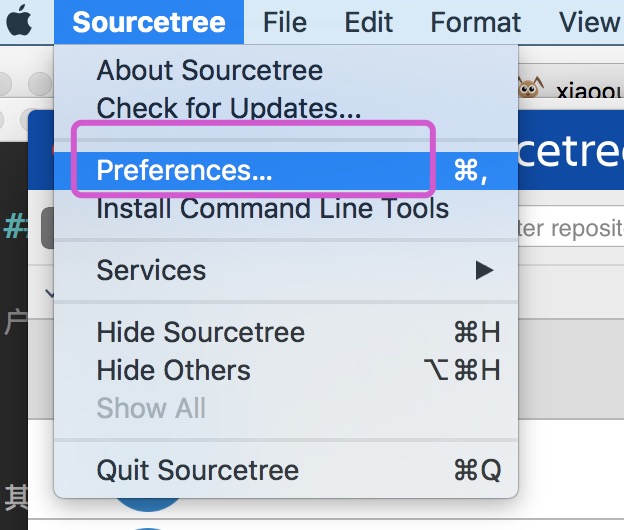 Sourcetree File Edit Format View
About Sourcetree
xiaoou
Check for Updates...
cetree
Preferences... ⌘,
##
Install Command Line Tools
ter reposit
Services ▶
户
Hide Sourcetree ⌘H
Hide Others ⌥⌘H
Show All
Quit Sourcetree ⌘Q
其